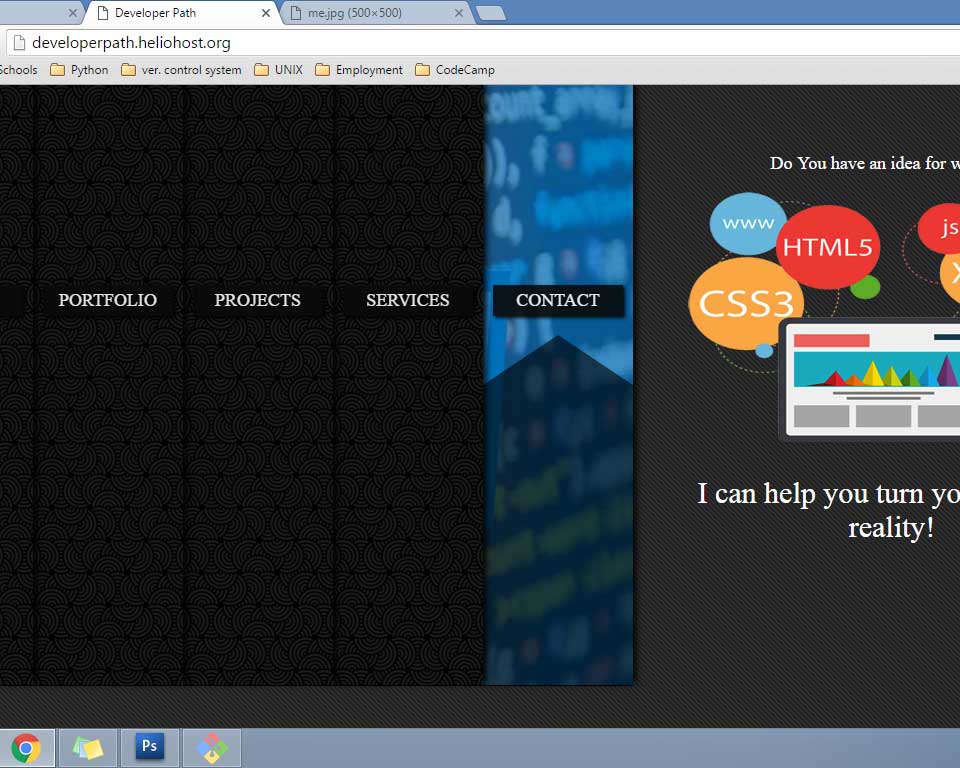 Developer Path
me.jpg (500×500)
developerpath.heliohost.org
Schools Python ver. control system UNIX Employment CodeCamp
Do You have an idea for w
www
HTML5
js
CSS3
X
PORTFOLIO PROJECTS SERVICES CONTACT
I can help you turn yo
reality!
Ps